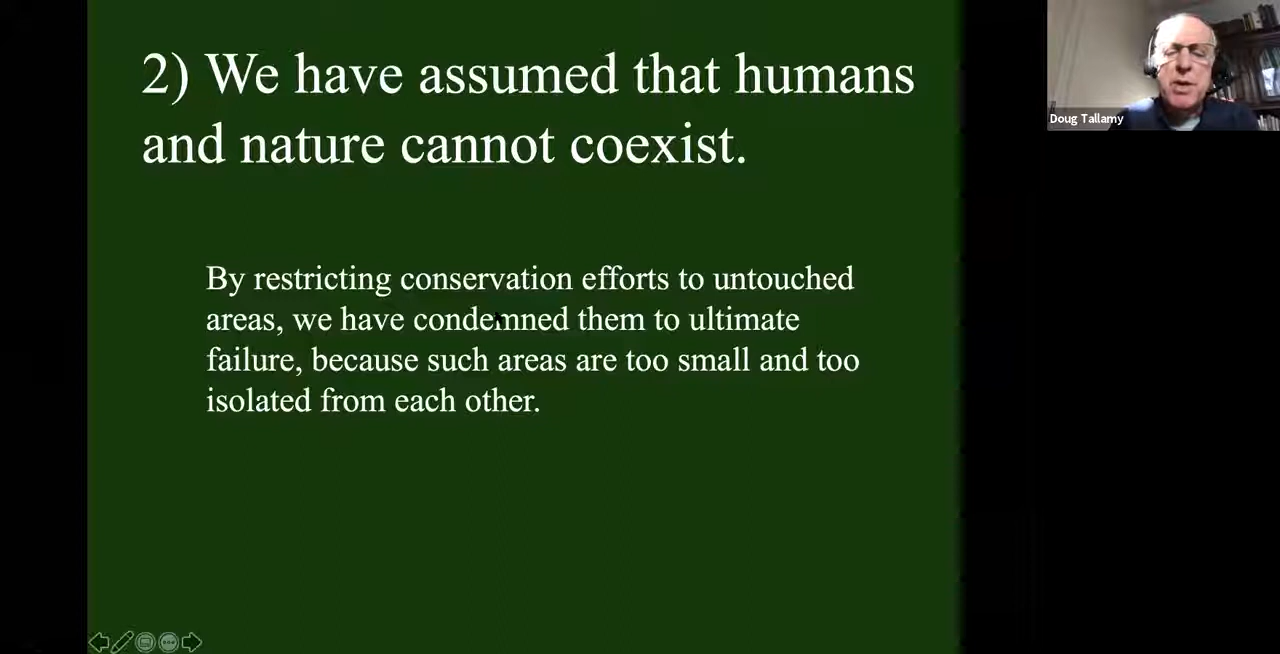 2) We have assumed that humans
and nature cannot coexist.
By restricting conservation efforts to untouched
areas, we have condemned them to ultimate
failure, because such areas are too small and too
isolated from each other.
Doug Tallamy